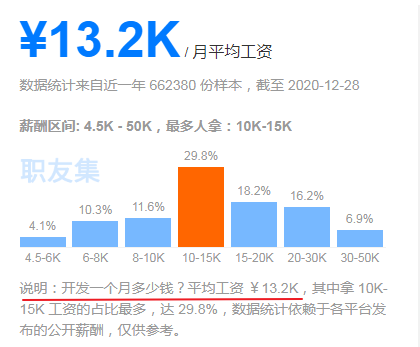 ¥13.2K / 月平均工资
数据统计来自近一年 662380 份样本，截至 2020-12-28
薪酬区间: 4.5K - 50K，最多人拿：10K-15K
职友集
29.8%
18.2%
16.2%
11.6%
10.3%
6.9%
4.1%
4.5-6K 6-8K 8-10K 10-15K 15-20K 20-30K 30-50K
说明：开发一个月多少钱？平均工资 ￥13.2K，其中拿 10K-
15K 工资的占比最多，达 29.8%，数据统计依赖于各平台发
布的公开薪酬，仅供参考。